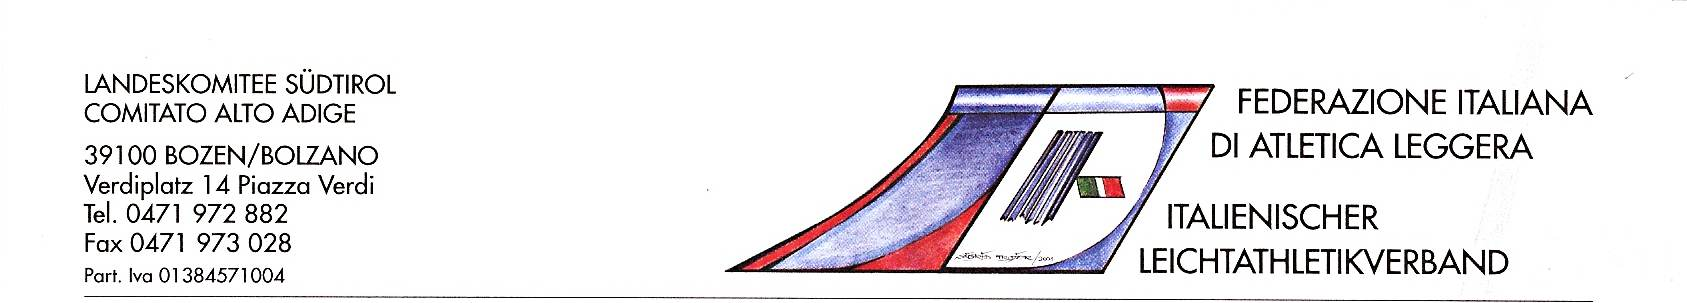 LANDESKOMITEE SÜDTIROL
COMITATO ALTO ADIGE
39100 BOZEN/BOLZANO
Verdiplatz 14 Piazza Verdi
Tel. 0471 972 882
Fax 0471 973 028
Part. Iva 01384571004
FEDERAZIONE ITALIANA
DI ATLETICA LEGGERA
ITALIENISCHER
LEICHTATHLETIKVERBAND